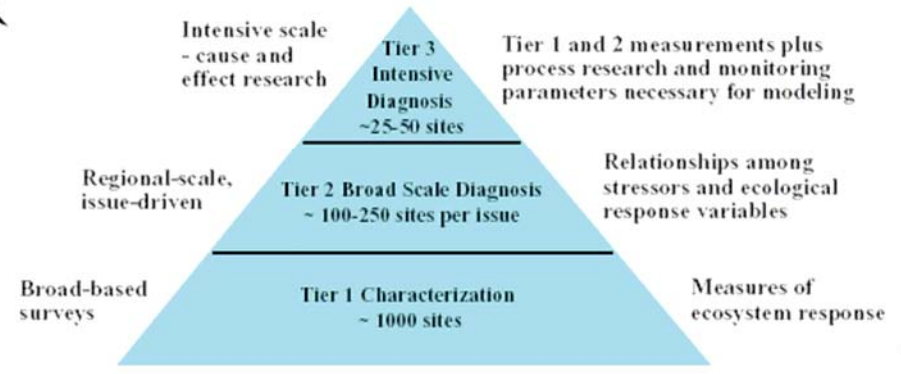 Intensive scale
- cause and
effect research
Tier 3
Intensive
Diagnosis
~25-50 sites
Tier 1 and 2 measurements plus
process research and monitoring
parameters necessary for modeling
Regional-scale,
issue-driven
Tier 2 Broad Scale Diagnosis
~ 100-250 sites per issue
Relationships among
stressors and ecological
response variables
Broad-based
surveys
Tier 1 Characterization
~ 1000 sites
Measures of
ecosystem response